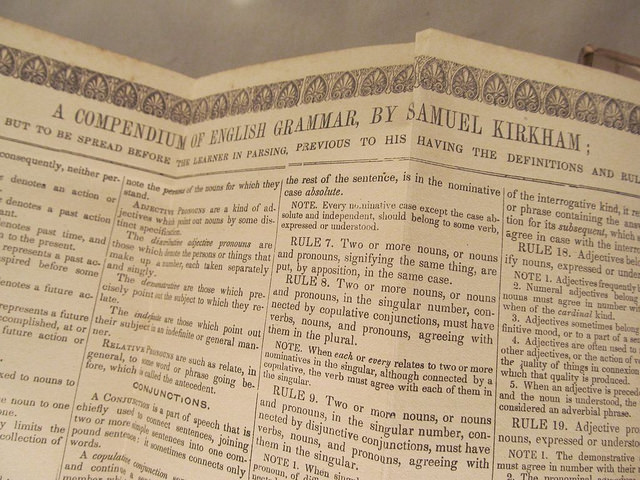 A COMPENDIUM OF ENGLISH GRAMMAR, BY SAMUEL KIRKHAM;
BUT TO BE SPREAD BEFORE THE LEARNER IN PARSING, PREVIOUS TO HIS HAVING THE DEFINITIONS AND RUL
consequently, neither per-
denotes an action or
denotes a past action
ant.
enotes past time, and
n to the present.
represents a past ac-
spired before some
denotes a future ac-
represents a future
ccomplished, at or
future action or
xed to nouns to
ne noun to one
one.
y limits the
collection of
note the person of the nouns for which they
stand.
ADJECTIVE PRONOUNS are a kind of ad-
jectives which point out nouns by some dis-
tinct specification.
The distributive adjective pronouns are
those which denote the persons or things that
make up a number, each taken separately
and singly.
The demonstrative are those which pre-
cisely point out the subject to which they re-
late.
The indefinite are those which point out
their subject in an indefinite or general man-
ner.
RELATIVE PRONOUNS are such as relate, in
general, to some word or phrase going be-
fore, which is called the antecedent.
CONJUNCTIONS.
A CONJUNCTION is a part of speech that is
chiefly used to connect sentences, joining
two or more simple sentences into one com-
pound sentence: it sometimes connects only
words.
A copulative conjunction
and
the rest of the sentence, is in the nominative
case absolute.
NOTE. Every nominative case except the case ab-
solute and independent, should belong to some verb,
expressed or understood.
RULE 7. Two or more nouns, or nouns
and pronouns, signifying the same thing, are
put, by apposition, in the same case.
RULE 8. Two or more nouns, or nouns
and pronouns, in the singular number, con-
nected by copulative conjunctions, must have
verbs, nouns, and pronouns, agreeing with
them in the plural.
NOTE. When each or every relates to two or more
nominatives in the singular, although connected by a
copulative, the verb must agree with each of them in
the singular.
RULE 9. Two or more nouns, or nouns
and pronouns, in the singular number, con-
nected by disjunctive conjunctions, must have
verbs, nouns, and pronouns, agreeing with
them in the singular.
NOTE 1. When singul
of the interrogative kind, it
or phrase containing the answ
tion for its subsequent, which
agree in case with the interr
RULE 18. Adjectives belo
ify nouns, expressed or under
NOTE 1. Adjectives frequently
2. Numeral adjectives belong
nouns must agree in number wit
when of the cardinal kind.
3. Adjectives sometimes belong
finitive mood, or to a part of a sen
4. Adjectives are often used to
other adjectives, or the action of v
the quality of things in connexion
which that quality is produced.
5. When an adjective is preced
and the noun is understood, the
considered an adverbial phrase.
RULE 19. Adjective pro
nouns, expressed or understo
NOTE 1. The demonstrative
must agree in number with their
2. The pronominal